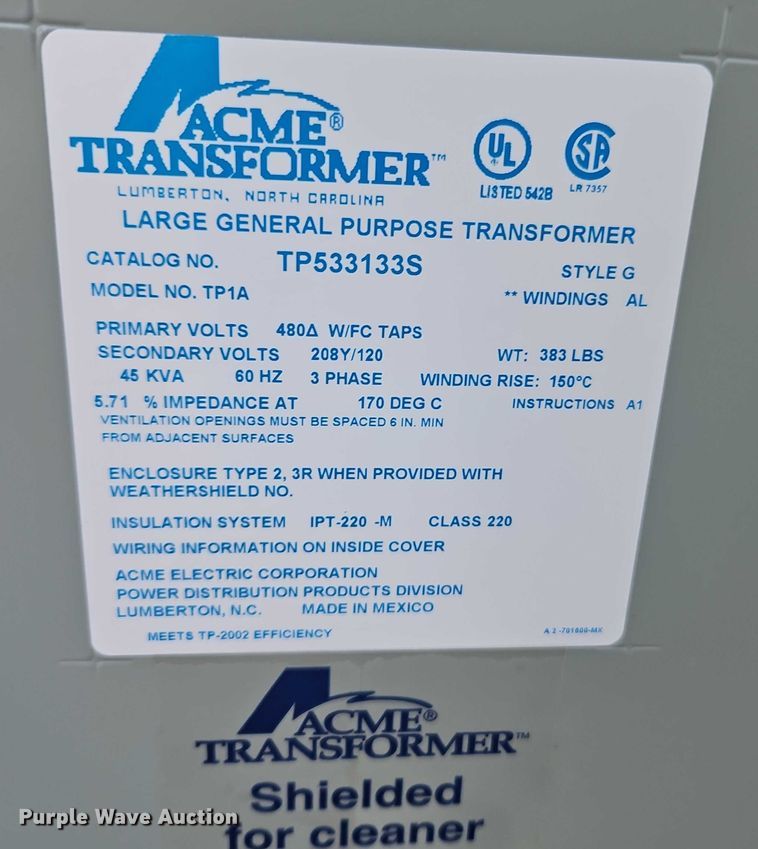 ACME®
TRANSFORMER™
LUMBERTON, NORTH CAROLINA
UL
LISTED 542B
SA
LR 7357
LARGE GENERAL PURPOSE TRANSFORMER
CATALOG NO. TP533133S STYLE G
MODEL NO. TP1A ** WINDINGS AL
PRIMARY VOLTS 480Δ W/FC TAPS
SECONDARY VOLTS 208Y/120 WT: 383 LBS
45 KVA 60 HZ 3 PHASE WINDING RISE: 150°C
5.71 % IMPEDANCE AT 170 DEG C INSTRUCTIONS A1
VENTILATION OPENINGS MUST BE SPACED 6 IN. MIN
FROM ADJACENT SURFACES
ENCLOSURE TYPE 2, 3R WHEN PROVIDED WITH
WEATHERSHIELD NO.
INSULATION SYSTEM IPT-220 -M CLASS 220
WIRING INFORMATION ON INSIDE COVER
ACME ELECTRIC CORPORATION
POWER DISTRIBUTION PRODUCTS DIVISION
LUMBERTON, N.C. MADE IN MEXICO
MEETS TP-2002 EFFICIENCY A 2 -701600-MX
ACME®
TRANSFORMER™
Shielded
for cleaner
Purple Wave Auction